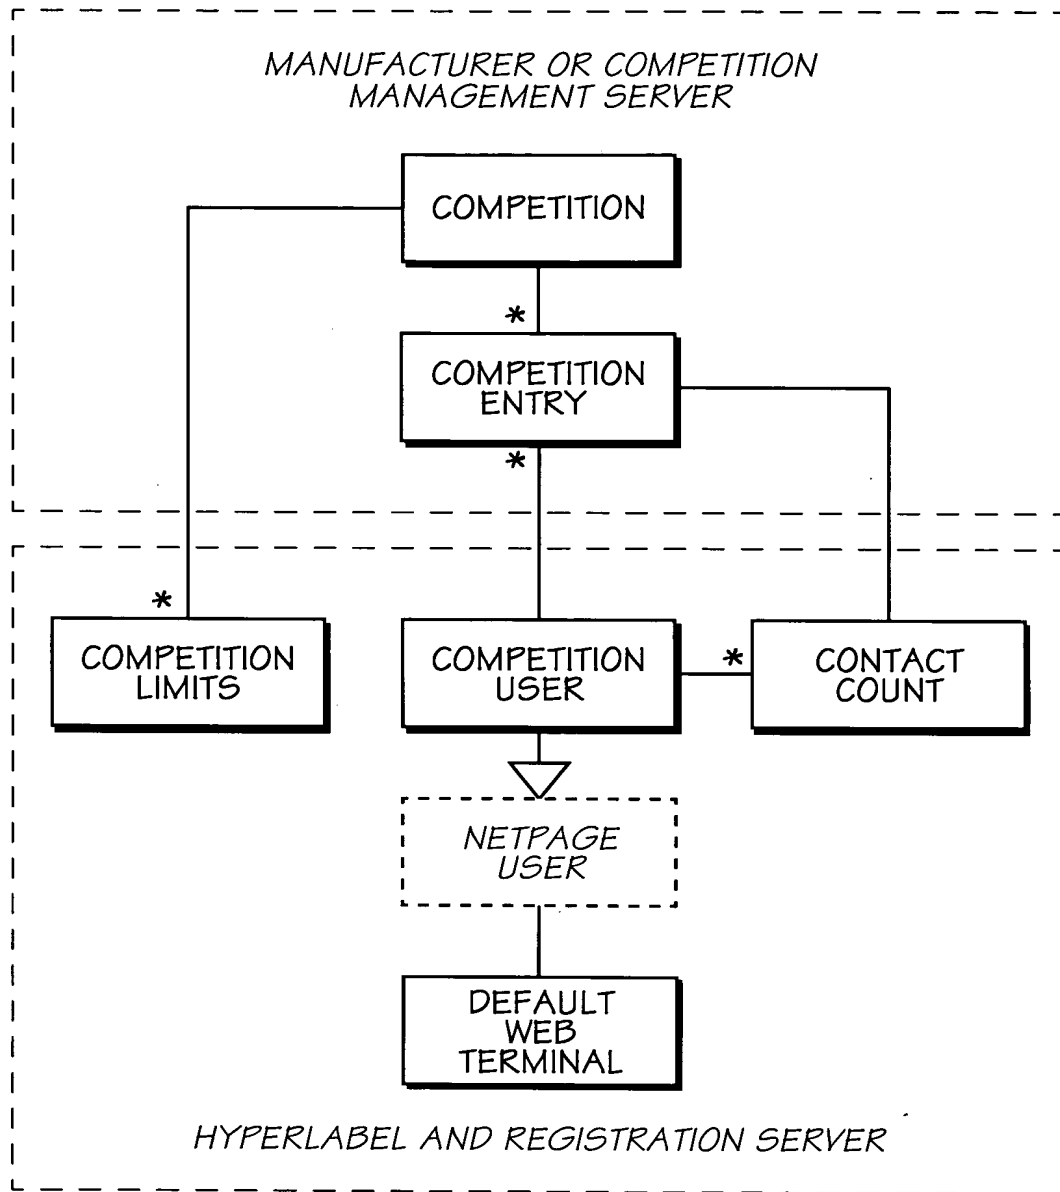 MANUFACTURER OR COMPETITION
MANAGEMENT SERVER
COMPETITION
*
COMPETITION
ENTRY
*
*
COMPETITION
LIMITS
COMPETITION
USER
*
CONTACT
COUNT
NETPAGE
USER
DEFAULT
WEB
TERMINAL
HYPERLABEL AND REGISTRATION SERVER